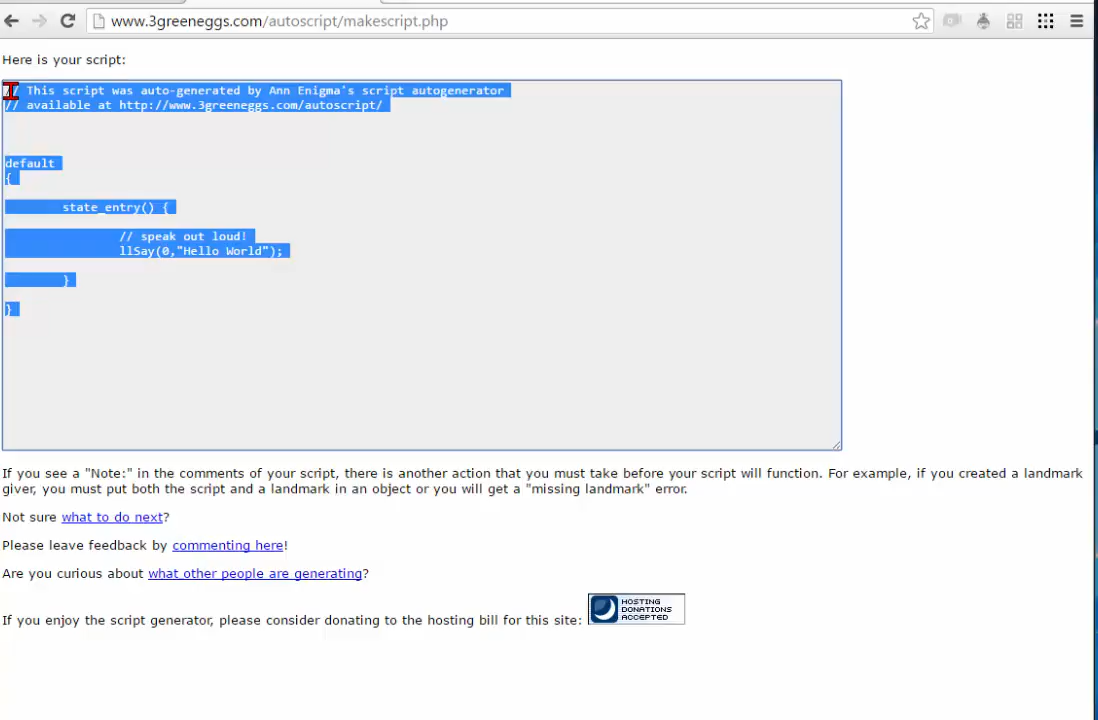 www.3greeneggs.com/autoscript/makescript.php
Here is your script:
// This script was auto-generated by Ann Enigma's script autogenerator
// available at http://www.3greeneggs.com/autoscript/
default
{
state_entry() {
// speak out loud!
llSay(0,"Hello World");
}
}
If you see a "Note:" in the comments of your script, there is another action that you must take before your script will function. For example, if you created a landmark
giver, you must put both the script and a landmark in an object or you will get a "missing landmark" error.
Not sure what to do next?
Please leave feedback by commenting here!
Are you curious about what other people are generating?
If you enjoy the script generator, please consider donating to the hosting bill for this site:
HOSTING
DONATIONS
ACCEPTED